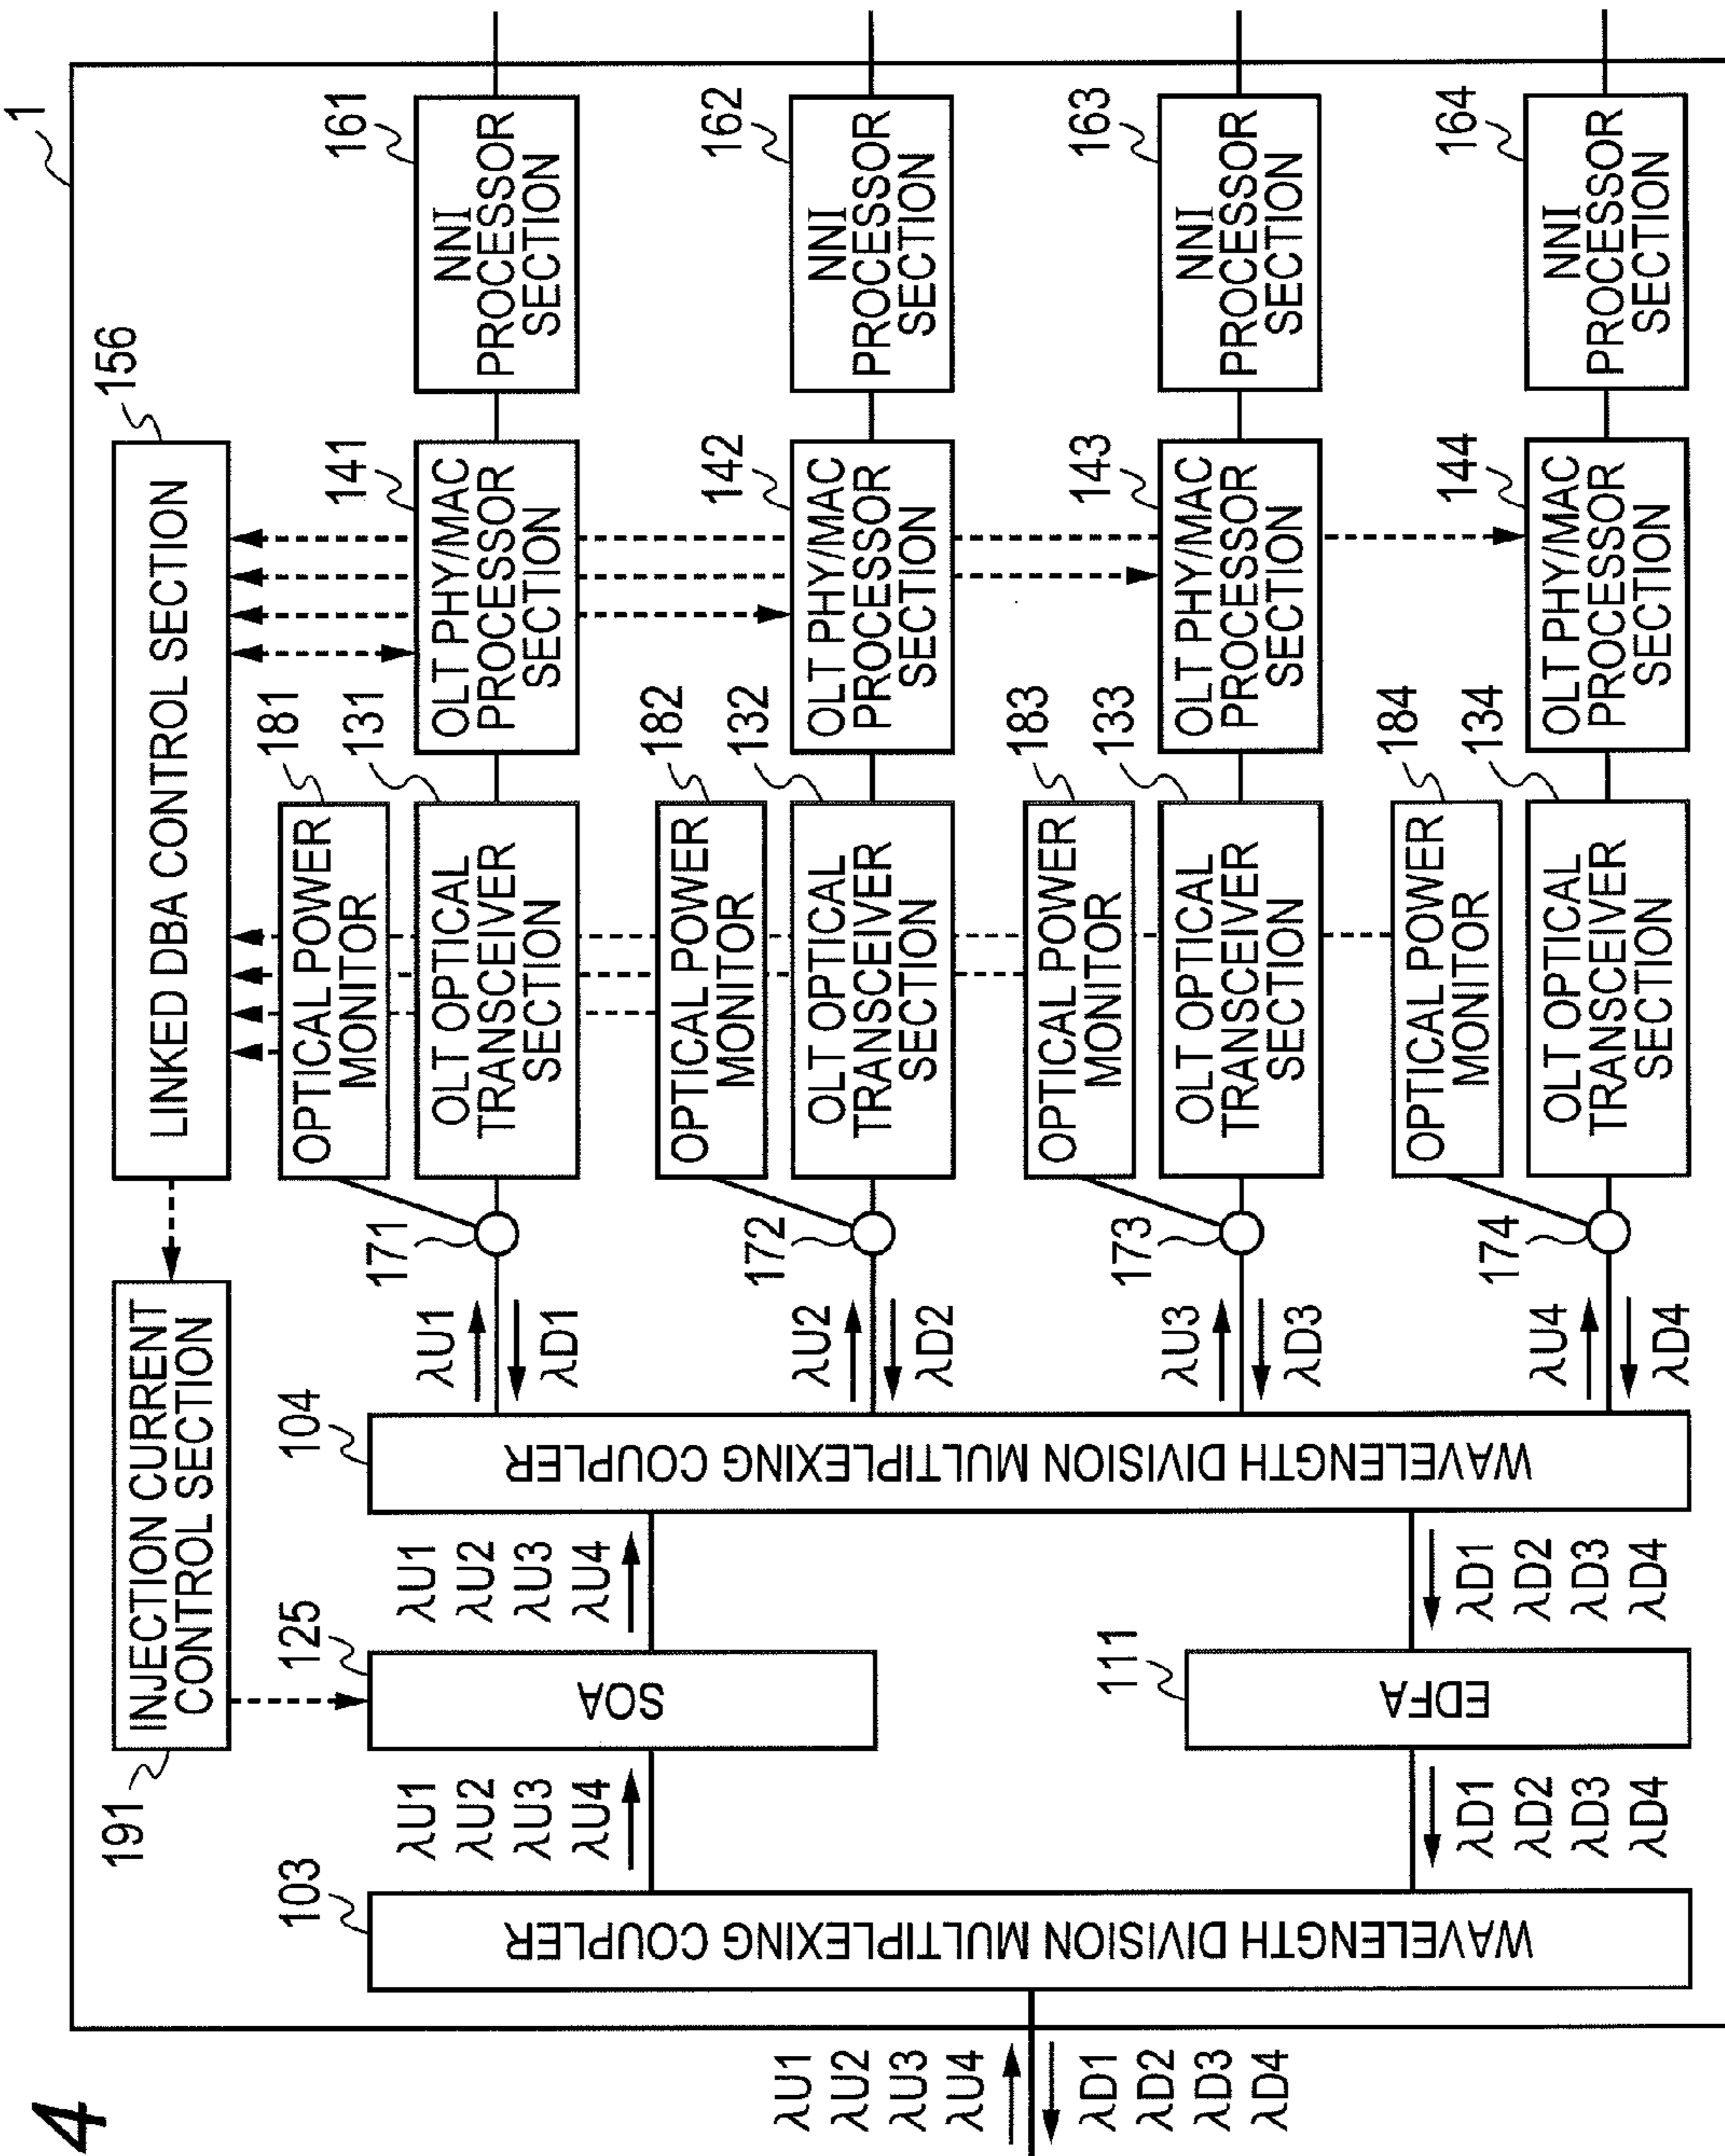 4
1
191
INJECTION CURRENT
CONTROL SECTION
LINKED DBA CONTROL SECTION
156
λU1
λU2
λU3
λU4
λD1
λD2
λD3
λD4
103
WAVELENGTH DIVISION MULTIPLEXING COUPLER
λU1
λU2
λU3
λU4
λD1
λD2
λD3
λD4
125
SOA
111
EDFA
λU1
λU2
λU3
λU4
λD1
λD2
λD3
λD4
104
WAVELENGTH DIVISION MULTIPLEXING COUPLER
λU1
λD1
171
OPTICAL POWER
MONITOR
181
OLT OPTICAL
TRANSCEIVER
SECTION
131
OLT PHY/MAC
PROCESSOR
SECTION
141
NNI
PROCESSOR
SECTION
161
λU2
λD2
172
OPTICAL POWER
MONITOR
182
OLT OPTICAL
TRANSCEIVER
SECTION
132
OLT PHY/MAC
PROCESSOR
SECTION
142
NNI
PROCESSOR
SECTION
162
λU3
λD3
173
OPTICAL POWER
MONITOR
183
OLT OPTICAL
TRANSCEIVER
SECTION
133
OLT PHY/MAC
PROCESSOR
SECTION
143
NNI
PROCESSOR
SECTION
163
λU4
λD4
174
OPTICAL POWER
MONITOR
184
OLT OPTICAL
TRANSCEIVER
SECTION
134
OLT PHY/MAC
PROCESSOR
SECTION
144
NNI
PROCESSOR
SECTION
164